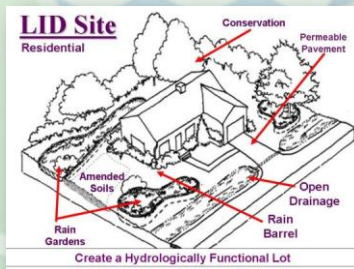 LID Site
Residential
Conservation
Permeable
Pavement
Amended
Soils
Open
Drainage
Rain
Barrel
Rain
Gardens
Create a Hydrologically Functional Lot